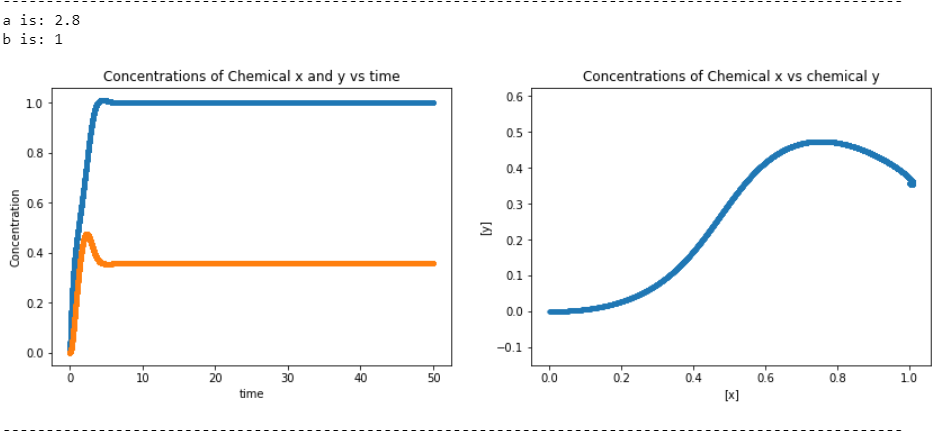 a is: 2.8
b is: 1
Concentrations of Chemical x and y vs time
Concentration
1.0
0.8
0.6
0.4
0.2
0.0
0 10 20 30 40 50
time
Concentrations of Chemical x vs chemical y
[y]
0.6
0.5
0.4
0.3
0.2
0.1
0.0
−0.1
0.0 0.2 0.4 0.6 0.8 1.0
[x]